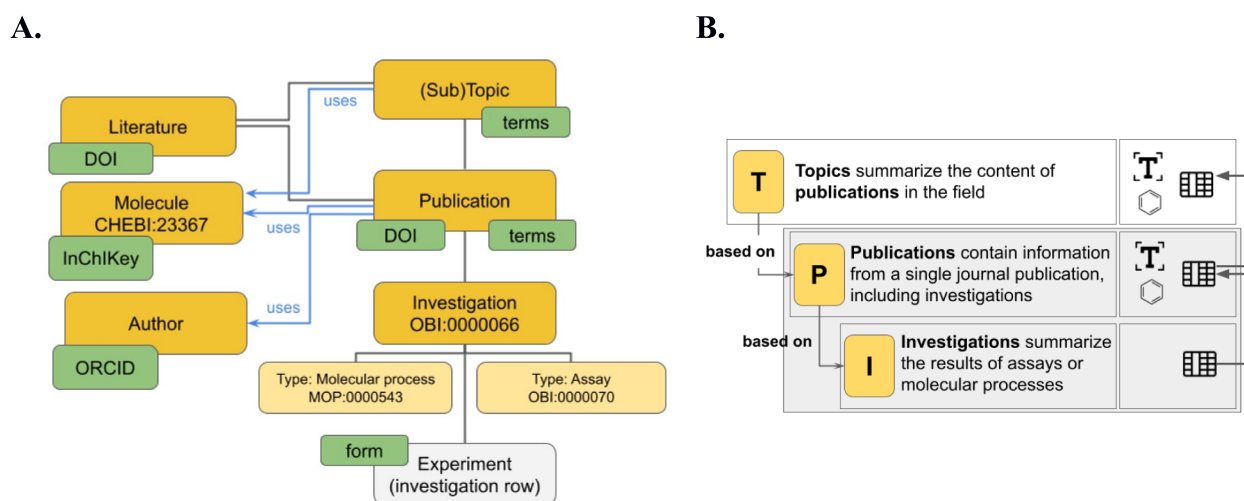 A.
(Sub)Topic
terms
uses
Literature
DOI
Molecule
CHEBI:23367
InChIKey
uses
Publication
DOI
terms
Author
ORCID
uses
Investigation
OBI:0000066
Type: Molecular process
MOP:0000543
Type: Assay
OBI:0000070
form
Experiment
(investigation row)
B.
T
Topics summarize the content of
publications in the field
T
based on
P
Publications contain information
from a single journal publication,
including investigations
T
based on
I
Investigations summarize
the results of assays or
molecular processes